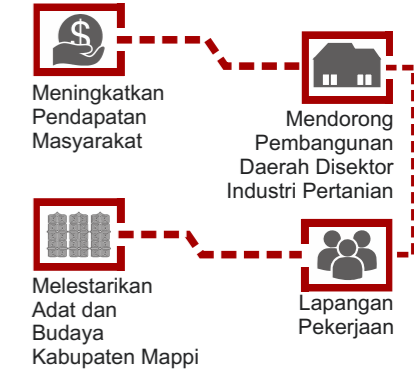 Meningkatkan
Pendapatan
Masyarakat
Mendorong
Pembangunan
Daerah Disektor
Industri Pertanian
Melestarikan
Adat dan
Budaya
Kabupaten Mappi
Lapangan
Pekerjaan